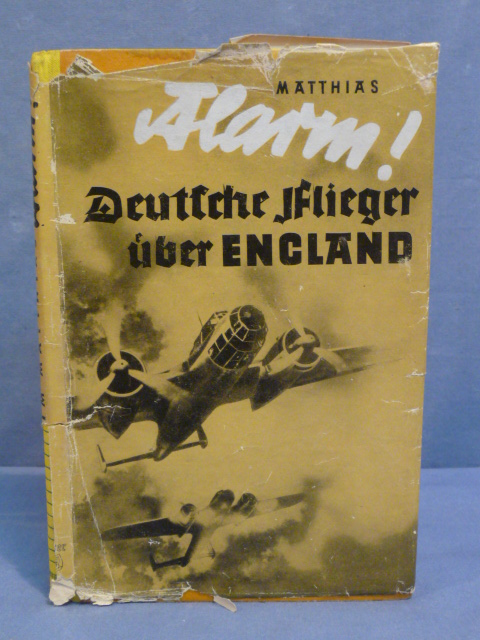 MATTHIAS
Alarm!
Deutsche Flieger
über ENGLAND